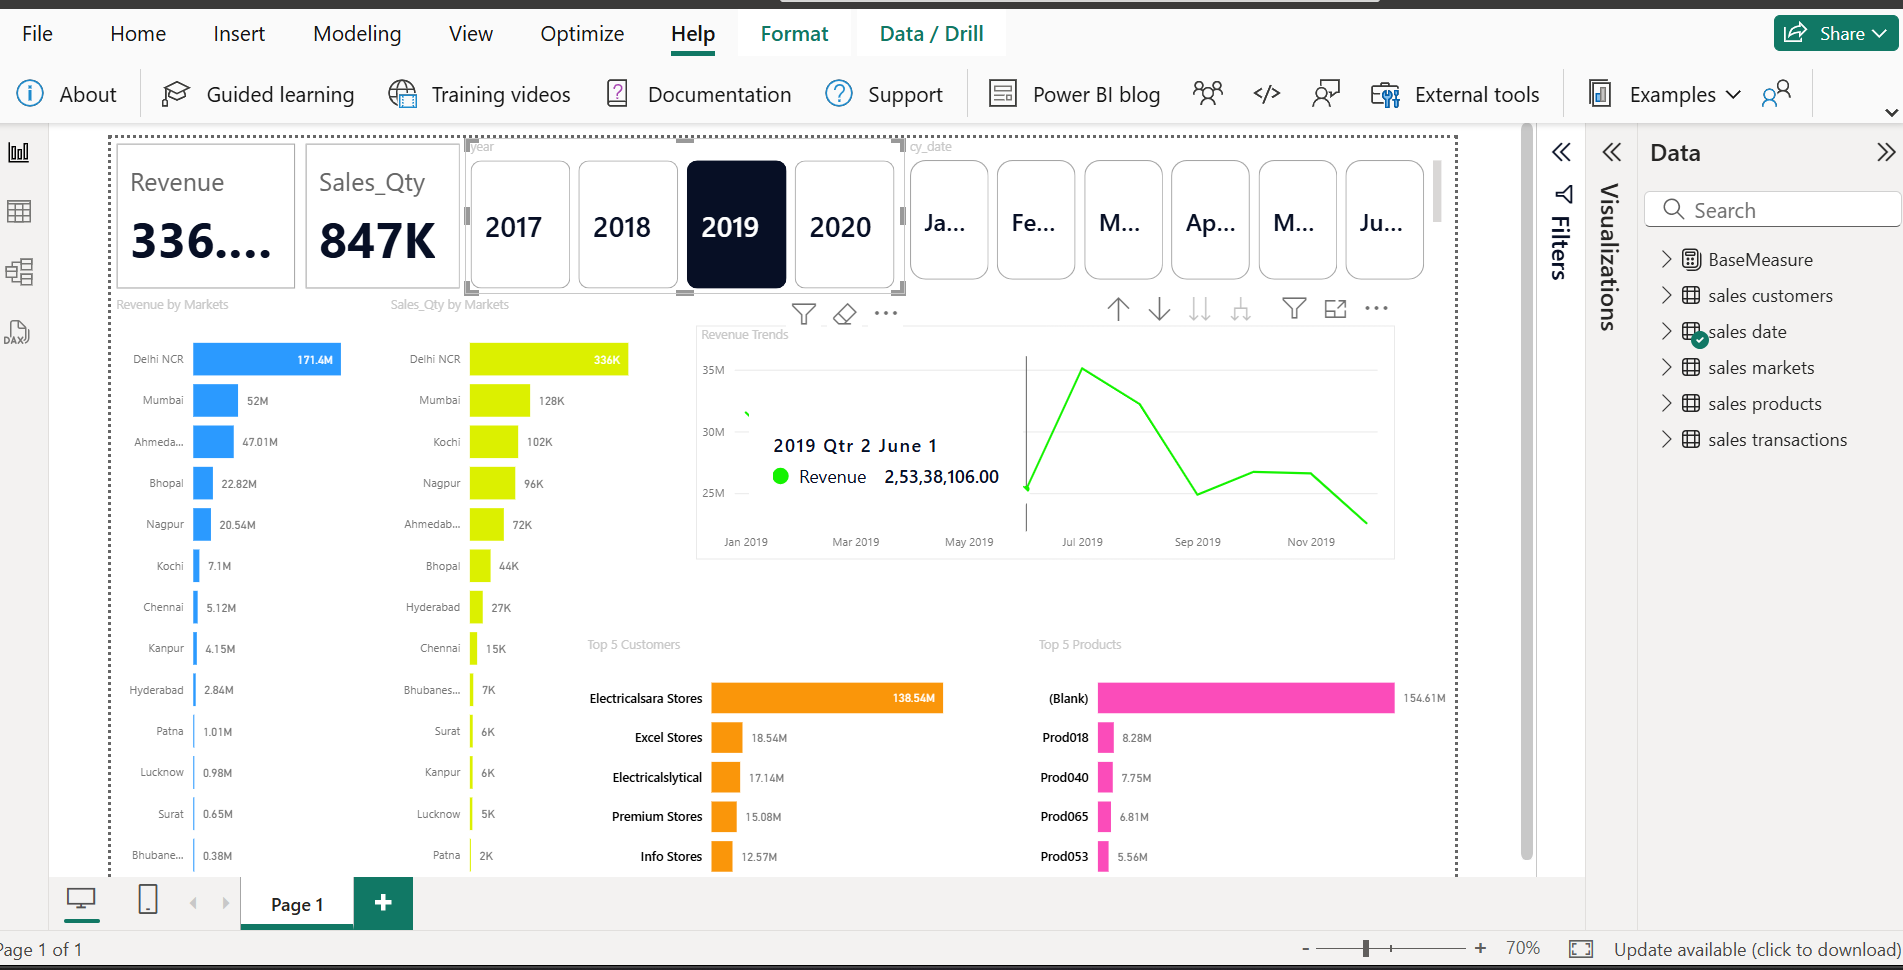 File Home Insert Modeling View Optimize Help Format Data / Drill Share
About Guided learning Training videos Documentation Support Power BI blog External tools Examples
Revenue
336....
Sales_Qty
847K
year
2017 2018 2019 2020
cy_date
Ja... Fe... M... Ap... M... Ju...
Revenue by Markets
Delhi NCR 171.4M
Mumbai 52M
Ahmeda... 47.01M
Bhopal 22.82M
Nagpur 20.54M
Kochi 7.1M
Chennai 5.12M
Kanpur 4.15M
Hyderabad 2.84M
Patna 1.01M
Lucknow 0.98M
Surat 0.65M
Bhubane... 0.38M
Sales_Qty by Markets
Delhi NCR 336K
Mumbai 128K
Kochi 102K
Nagpur 96K
Ahmedab... 72K
Bhopal 44K
Hyderabad 27K
Chennai 15K
Bhubanes... 7K
Surat 6K
Kanpur 6K
Lucknow 5K
Patna 2K
Revenue Trends
35M
30M
25M
2019 Qtr 2 June 1
Revenue 2,53,38,106.00
Jan 2019 Mar 2019 May 2019 Jul 2019 Sep 2019 Nov 2019
Top 5 Customers
Electricalsara Stores 138.54M
Excel Stores 18.54M
Electricalslytical 17.14M
Premium Stores 15.08M
Info Stores 12.57M
Top 5 Products
(Blank) 154.61M
Prod018 8.28M
Prod040 7.75M
Prod065 6.81M
Prod053 5.56M
Filters
Visualizations
Data
Search
BaseMeasure
sales customers
sales date
sales markets
sales products
sales transactions
DAX
Page 1
Page 1 of 1
- + 70% Update available (click to download)